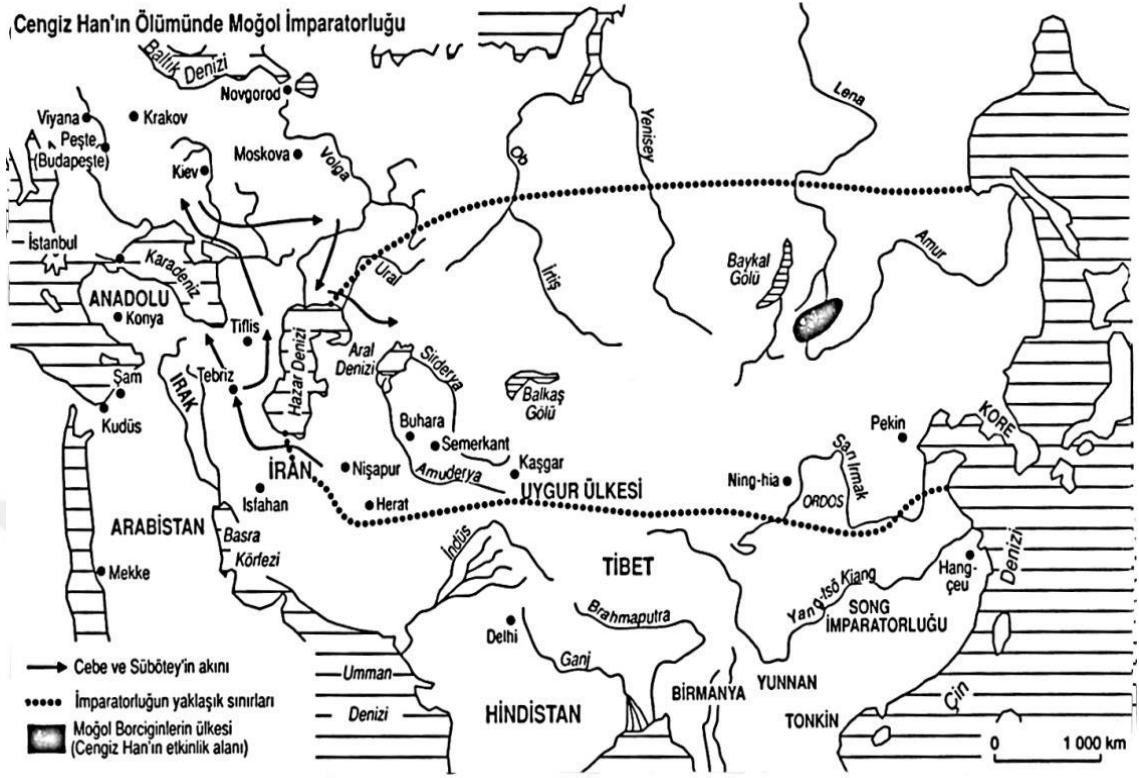 Cengiz Han'ın Ölümünde Moğol İmparatorluğu
Baltık Denizi
Novgorod
Viyana
Krakov
Peşte
(Budapeşte)
Moskova
Volga
Kiev
Ob
Yenisey
Lena
İstanbul
Karadeniz
Ural
İrtiş
Baykal
Gölü
Amur
ANADOLU
Konya
Tiflis
Hazar Denizi
Aral
Denizi
Sirderya
Balkaş
Gölü
Tebriz
IRAK
Şam
Kudüs
Buhara
Semerkant
Pekin
KORE
İRAN
Nişapur
Amuderya
Kaşgar
UYGUR ÜLKESİ
Ning-hia
Sarı Irmak
ORDOS
Isfahan
Herat
ARABİSTAN
Basra
Körfezi
İndüs
TİBET
Mekke
Hang-
çeu
Yang-Isö Kiang
SONG
İMPARATORLUĞU
Delhi
Brahmaputra
Ganj
Umman
Denizi
HİNDİSTAN
BİRMANYA
YUNNAN
TONKİN
Çin
Denizi
Cebe ve Sübötey'in akını
İmparatorluğun yaklaşık sınırları
Moğol Borciginlerin ülkesi
(Cengiz Han'ın etkinlik alanı)
0 1 000 km